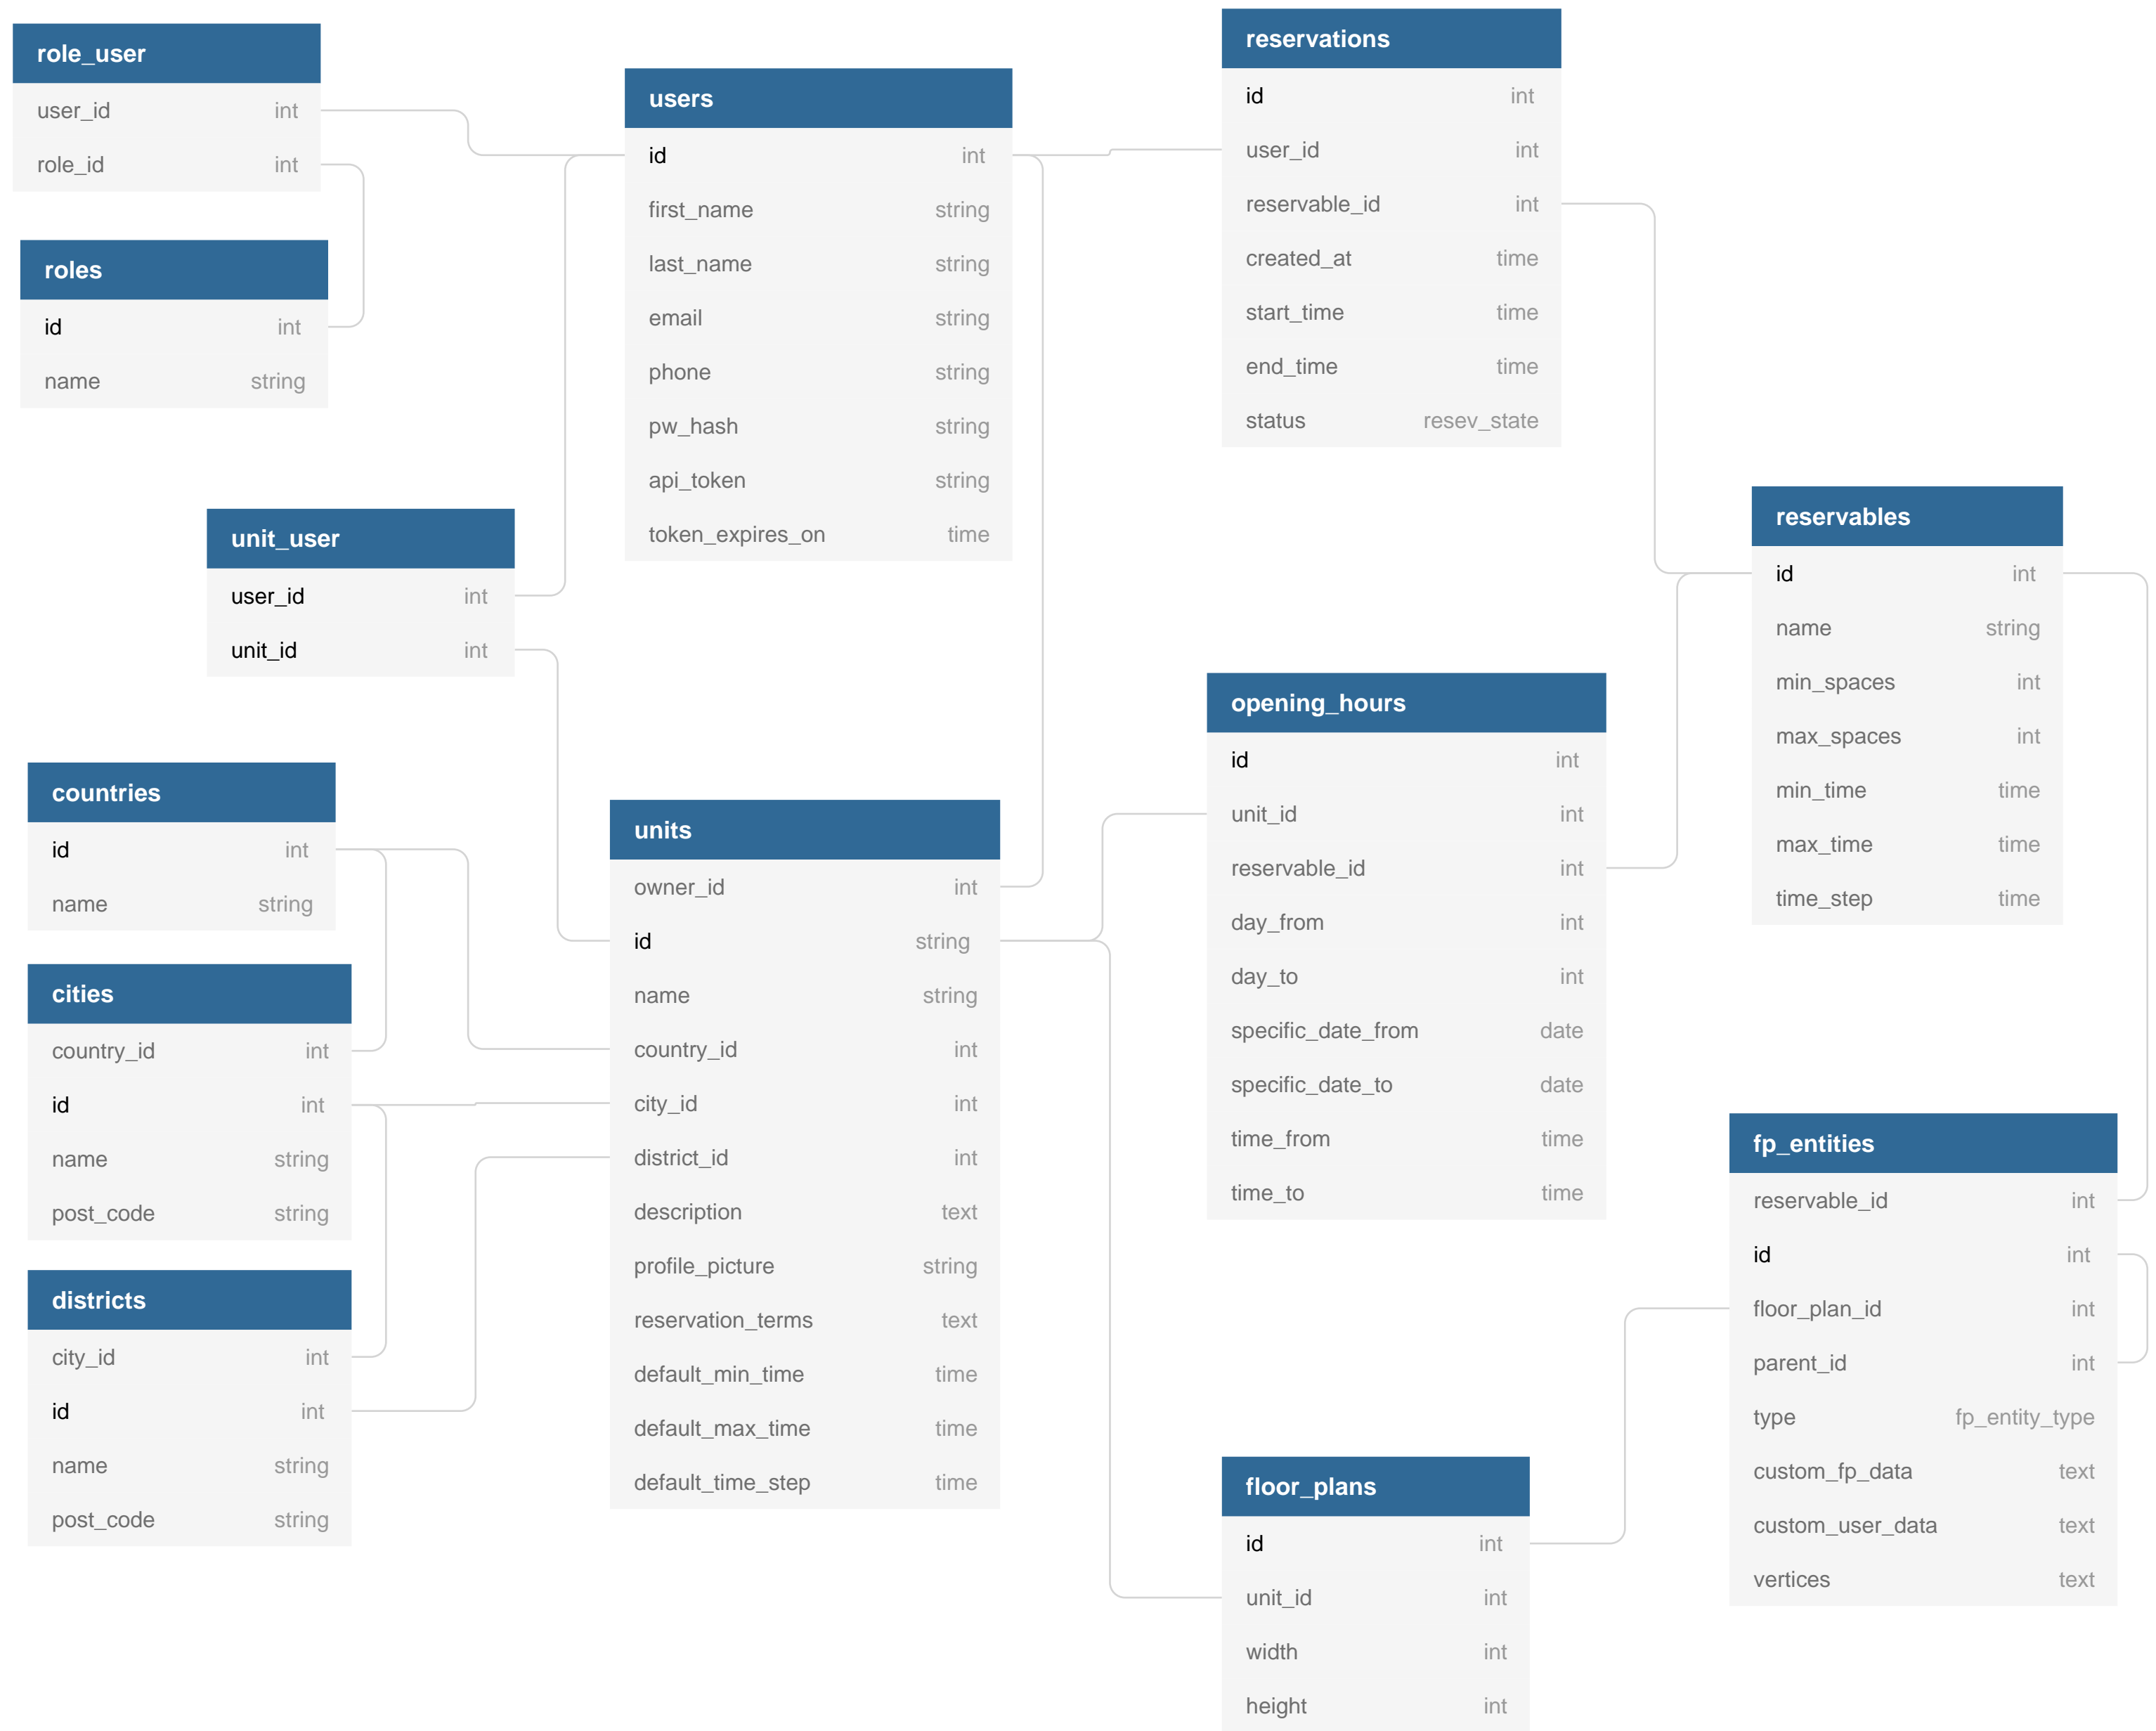 role_user
user_id int
role_id int
roles
id int
name string
users
id int
first_name string
last_name string
email string
phone string
pw_hash string
api_token string
token_expires_on time
reservations
id int
user_id int
reservable_id int
created_at time
start_time time
end_time time
status resev_state
unit_user
user_id int
unit_id int
reservables
id int
name string
min_spaces int
max_spaces int
min_time time
max_time time
time_step time
countries
id int
name string
cities
country_id int
id int
name string
post_code string
districts
city_id int
id int
name string
post_code string
units
owner_id int
id string
name string
country_id int
city_id int
district_id int
description text
profile_picture string
reservation_terms text
default_min_time time
default_max_time time
default_time_step time
opening_hours
id int
unit_id int
reservable_id int
day_from int
day_to int
specific_date_from date
specific_date_to date
time_from time
time_to time
fp_entities
reservable_id int
id int
floor_plan_id int
parent_id int
type fp_entity_type
custom_fp_data text
custom_user_data text
vertices text
floor_plans
id int
unit_id int
width int
height int